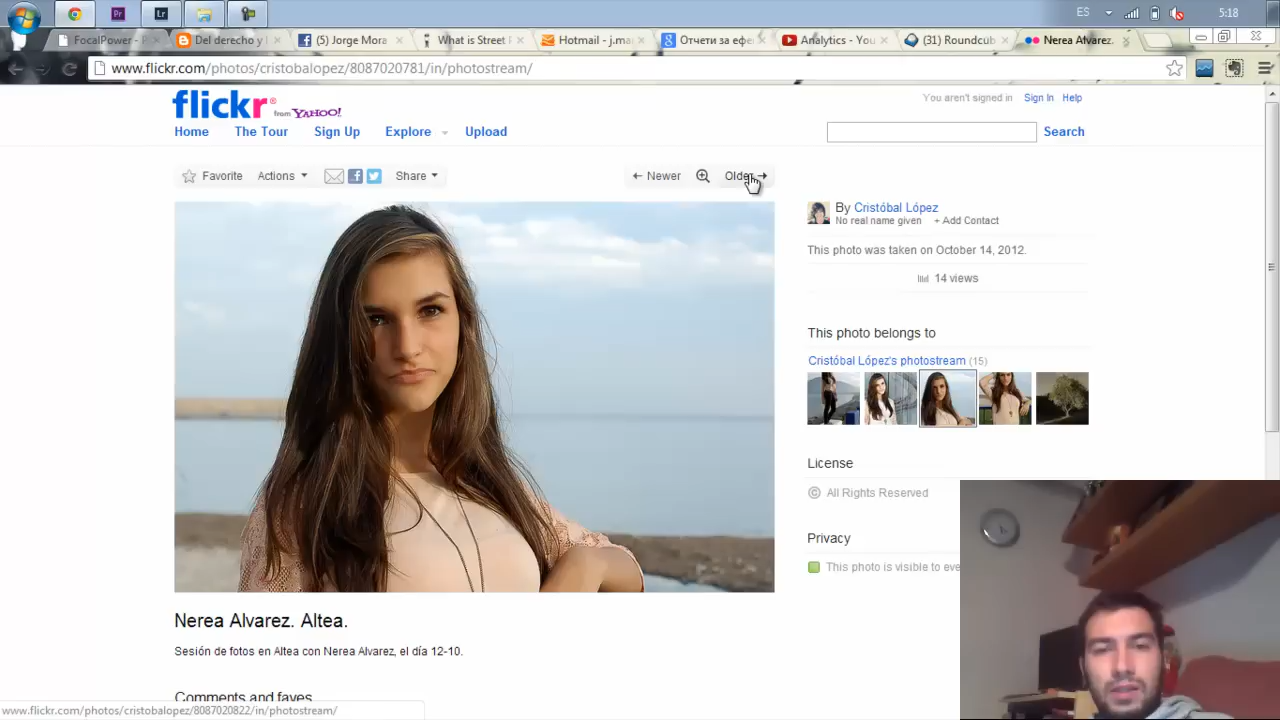 ES 5:18
FocalPower - P
Del derecho y
(5) Jorge Mora
What is Street P
Hotmail - j.ma
Отчети за ефе
Analytics - You
(31) Roundcub
Nerea Alvarez.
www.flickr.com/photos/cristobalopez/8087020781/in/photostream/
flickr from YAHOO!
You aren't signed in Sign In Help
Home The Tour Sign Up Explore Upload Search
Favorite Actions Share Newer Older
By Cristóbal López
No real name given + Add Contact
This photo was taken on October 14, 2012.
14 views
This photo belongs to
Cristóbal López's photostream (15)
License
All Rights Reserved
Privacy
This photo is visible to eve
Nerea Alvarez. Altea.
Sesión de fotos en Altea con Nerea Alvarez, el día 12-10.
Comments and faves
www.flickr.com/photos/cristobalopez/8087020822/in/photostream/